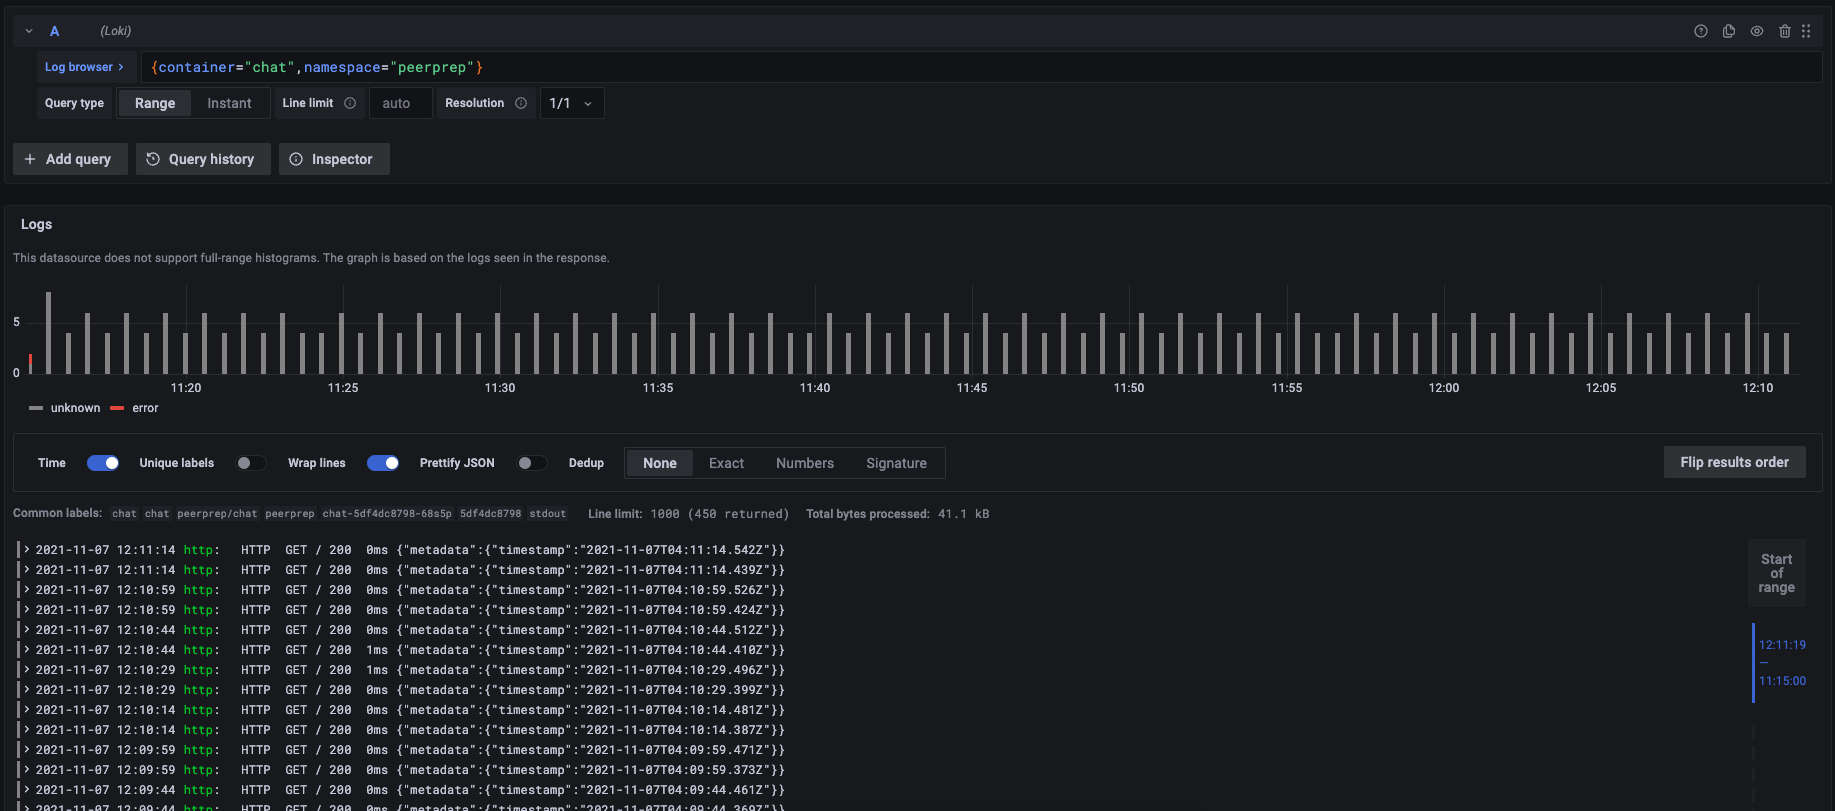 A (Loki)
Log browser > {container="chat",namespace="peerprep"}
Query type Range Instant Line limit auto Resolution 1/1
+ Add query Query history Inspector
Logs
This datasource does not support full-range histograms. The graph is based on the logs seen in the response.
5
0
11:20 11:25 11:30 11:35 11:40 11:45 11:50 11:55 12:00 12:05 12:10
unknown error
Time Unique labels Wrap lines Prettify JSON Dedup None Exact Numbers Signature Flip results order
Common labels: chat chat peerprep/chat peerprep chat-5df4dc8798-68s5p 5df4dc8798 stdout Line limit: 1000 (450 returned) Total bytes processed: 41.1 kB
> 2021-11-07 12:11:14 http: HTTP GET / 200 0ms {"metadata":{"timestamp":"2021-11-07T04:11:14.542Z"}}
> 2021-11-07 12:11:14 http: HTTP GET / 200 0ms {"metadata":{"timestamp":"2021-11-07T04:11:14.439Z"}}
> 2021-11-07 12:10:59 http: HTTP GET / 200 0ms {"metadata":{"timestamp":"2021-11-07T04:10:59.526Z"}}
> 2021-11-07 12:10:59 http: HTTP GET / 200 0ms {"metadata":{"timestamp":"2021-11-07T04:10:59.424Z"}}
> 2021-11-07 12:10:44 http: HTTP GET / 200 0ms {"metadata":{"timestamp":"2021-11-07T04:10:44.512Z"}}
> 2021-11-07 12:10:44 http: HTTP GET / 200 1ms {"metadata":{"timestamp":"2021-11-07T04:10:44.410Z"}}
> 2021-11-07 12:10:29 http: HTTP GET / 200 1ms {"metadata":{"timestamp":"2021-11-07T04:10:29.496Z"}}
> 2021-11-07 12:10:29 http: HTTP GET / 200 0ms {"metadata":{"timestamp":"2021-11-07T04:10:29.399Z"}}
> 2021-11-07 12:10:14 http: HTTP GET / 200 0ms {"metadata":{"timestamp":"2021-11-07T04:10:14.481Z"}}
> 2021-11-07 12:10:14 http: HTTP GET / 200 0ms {"metadata":{"timestamp":"2021-11-07T04:10:14.387Z"}}
> 2021-11-07 12:09:59 http: HTTP GET / 200 0ms {"metadata":{"timestamp":"2021-11-07T04:09:59.471Z"}}
> 2021-11-07 12:09:59 http: HTTP GET / 200 0ms {"metadata":{"timestamp":"2021-11-07T04:09:59.373Z"}}
> 2021-11-07 12:09:44 http: HTTP GET / 200 0ms {"metadata":{"timestamp":"2021-11-07T04:09:44.461Z"}}
> 2021-11-07 12:09:44 http: HTTP GET / 200 0ms {"metadata":{"timestamp":"2021-11-07T04:09:44.369Z"}}
Start
of
range
12:11:19
—
11:15:00